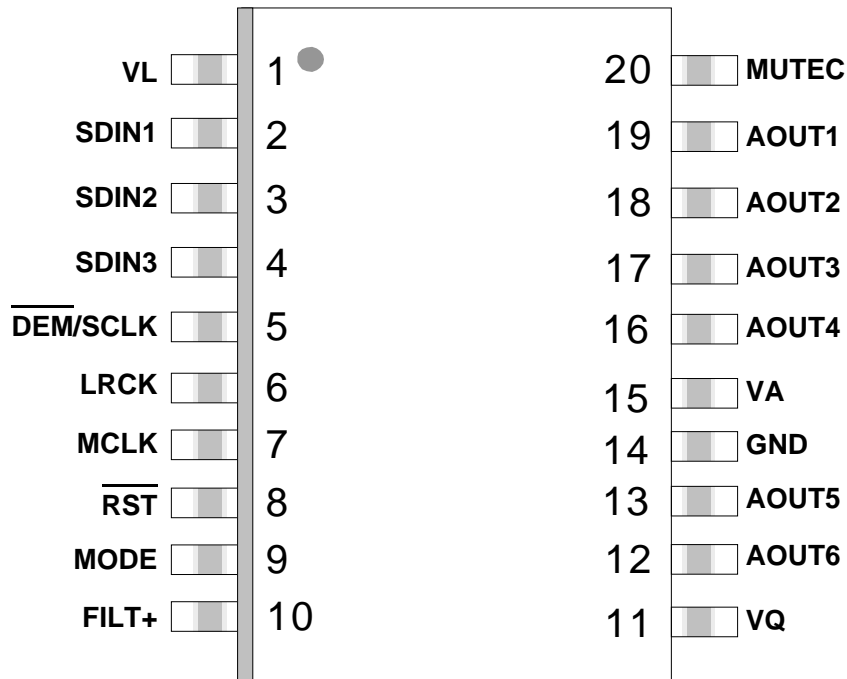 VL 1 20 MUTEC
SDIN1 2 19 AOUT1
SDIN2 3 18 AOUT2
SDIN3 4 17 AOUT3
DEM/SCLK 5 16 AOUT4
LRCK 6 15 VA
MCLK 7 14 GND
RST 8 13 AOUT5
MODE 9 12 AOUT6
FILT+ 10 11 VQ